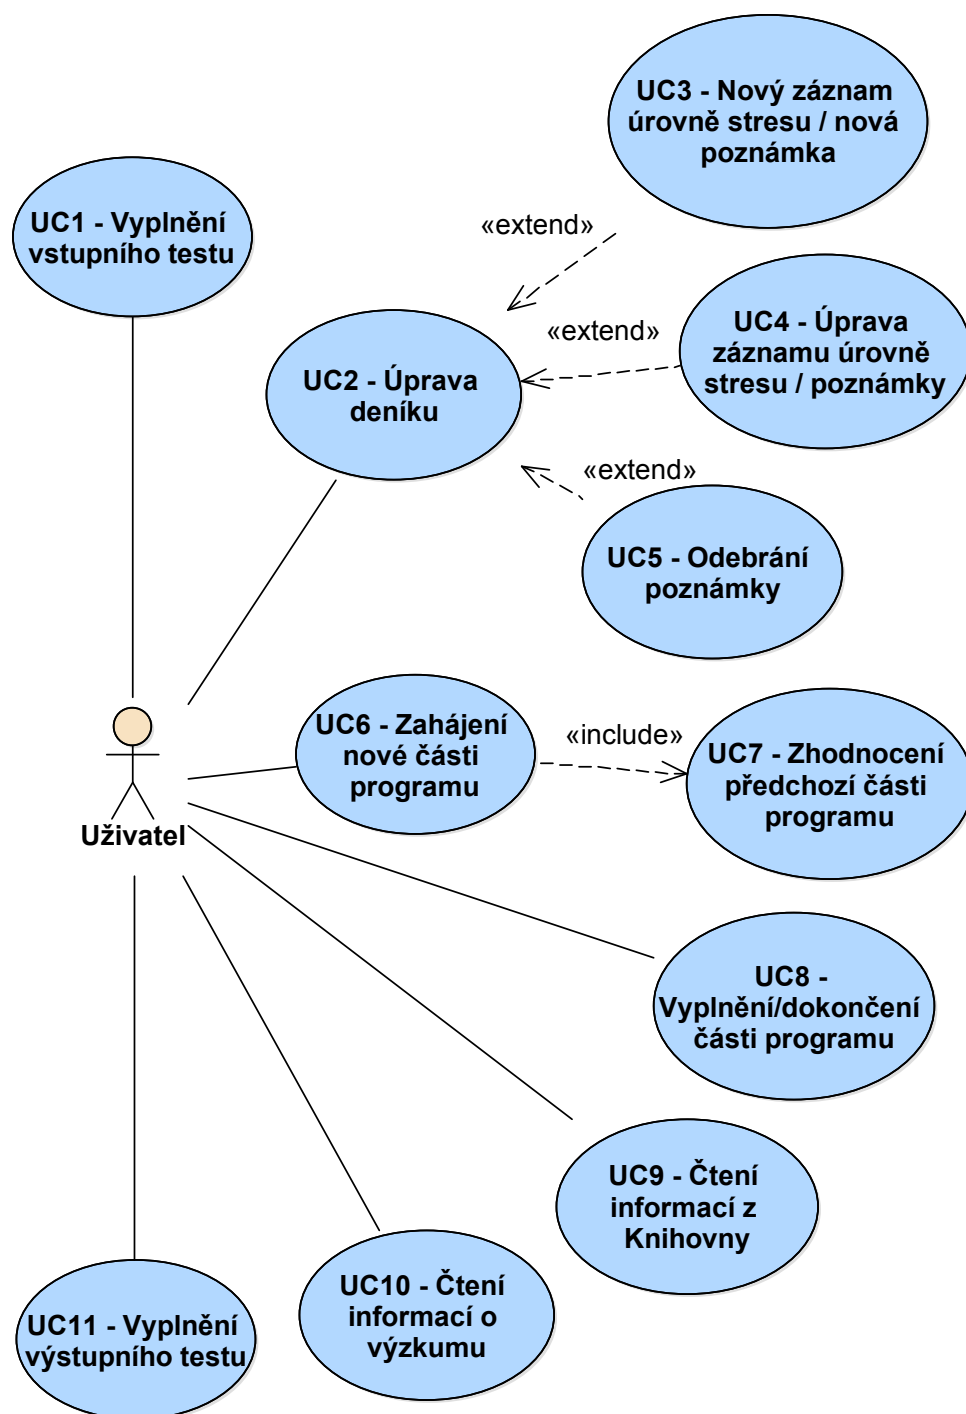 UC3 - Nový záznam
úrovně stresu / nová
poznámka
UC1 - Vyplnění
vstupního testu
«extend»
UC4 - Úprava
záznamu úrovně
stresu / poznámky
«extend»
UC2 - Úprava
deníku
«extend»
UC5 - Odebrání
poznámky
UC6 - Zahájení
nové části
programu
«include»
UC7 - Zhodnocení
předchozí části
programu
Uživatel
UC8 -
Vyplnění/dokončení
části programu
UC9 - Čtení
informací z
Knihovny
UC10 - Čtení
informací o
výzkumu
UC11 - Vyplnění
výstupního testu